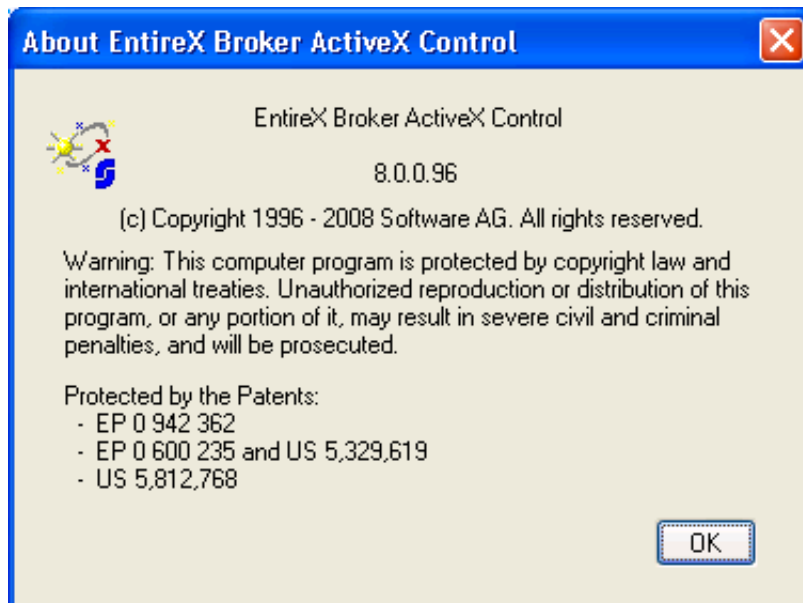 About EntireX Broker ActiveX Control
EntireX Broker ActiveX Control
8.0.0.96
(c) Copyright 1996 - 2008 Software AG. All rights reserved.
Warning: This computer program is protected by copyright law and
international treaties. Unauthorized reproduction or distribution of this
program, or any portion of it, may result in severe civil and criminal
penalties, and will be prosecuted.
Protected by the Patents:
- EP 0 942 362
- EP 0 600 235 and US 5,329,619
- US 5,812,768
OK